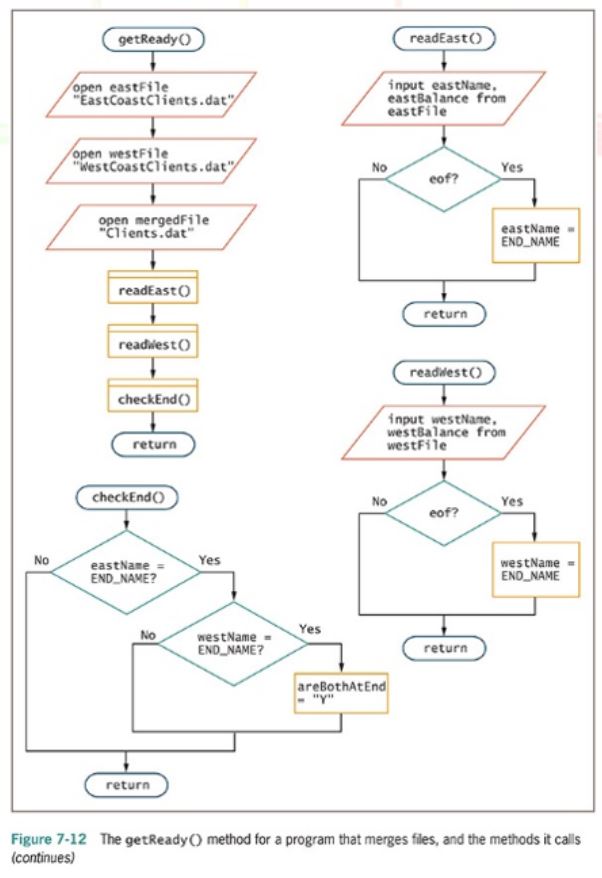 getReady()
open eastFile
"EastCoastClients.dat"
open westFile
"WestCoastClients.dat"
open mergedFile
"Clients.dat"
readEast()
readWest()
checkEnd()
return
checkEnd()
eastName =
END_NAME?
No
Yes
westName =
END_NAME?
No
Yes
areBothAtEnd
= "Y"
return
readEast()
input eastName,
eastBalance from
eastFile
eof?
No
Yes
eastName =
END_NAME
return
readWest()
input westName,
westBalance from
westFile
eof?
No
Yes
westName =
END_NAME
return
Figure 7-12 The getReady() method for a program that merges files, and the methods it calls
(continues)